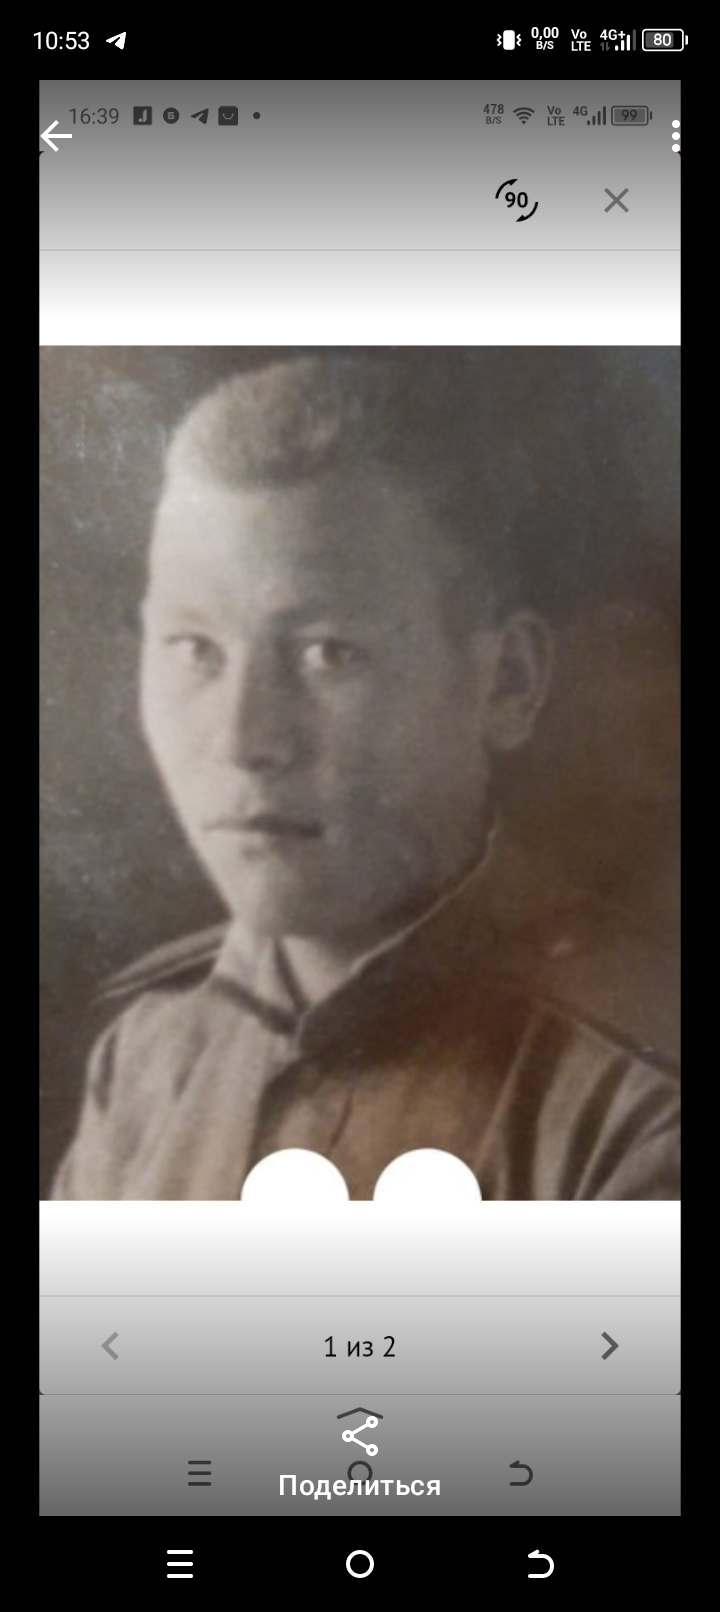 10:53
0,00
B/S
Vo
LTE
4G+
80
16:39
478
B/S
Vo
LTE
4G
99
90
1 из 2
Поделиться